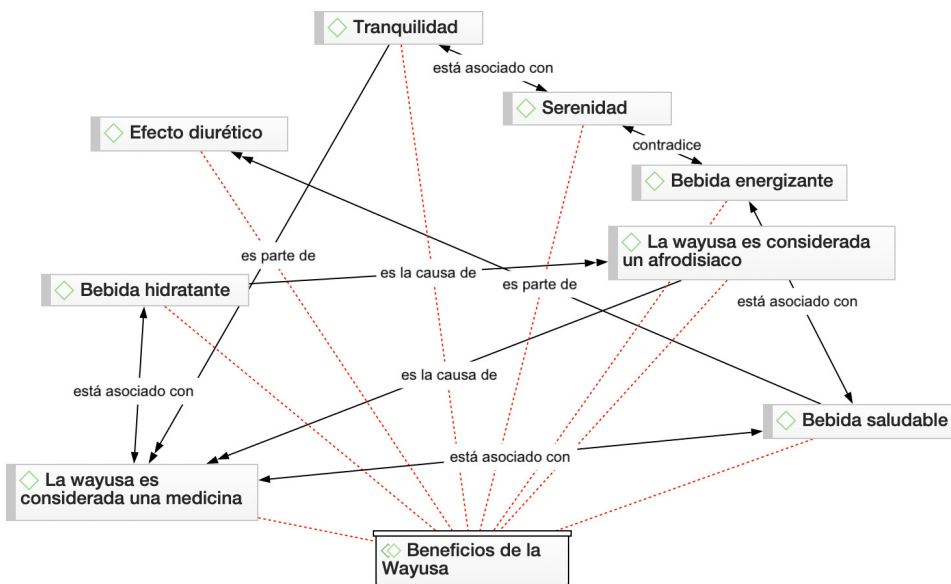 Tranquilidad
está asociado con
Serenidad
Efecto diurético
contradice
Bebida energizante
La wayusa es considerada
un afrodisiaco
es parte de
es la causa de
es parte de
Bebida hidratante
está asociado con
es la causa de
está asociado con
Bebida saludable
está asociado con
La wayusa es
considerada una medicina
Beneficios de la
Wayusa